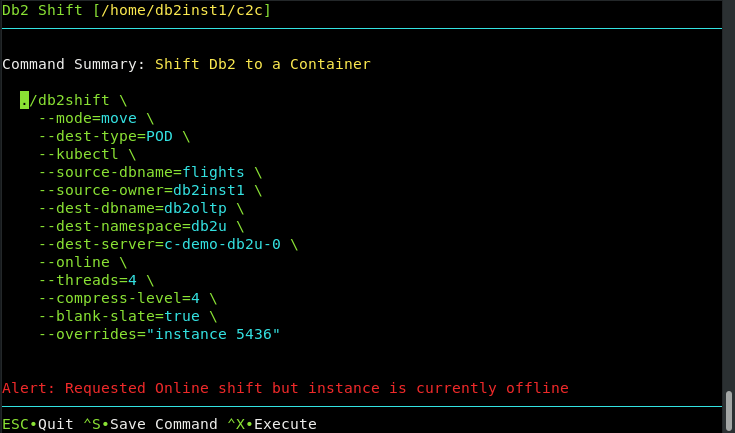 Db2 Shift [/home/db2inst1/c2c]
Command Summary: Shift Db2 to a Container
./db2shift \
--mode=move \
--dest-type=POD \
--kubectl \
--source-dbname=flights \
--source-owner=db2inst1 \
--dest-dbname=db2oltp \
--dest-namespace=db2u \
--dest-server=c-demo-db2u-0 \
--online \
--threads=4 \
--compress-level=4 \
--blank-slate=true \
--overrides="instance 5436"
Alert: Requested Online shift but instance is currently offline
ESC•Quit ^S•Save Command ^X•Execute